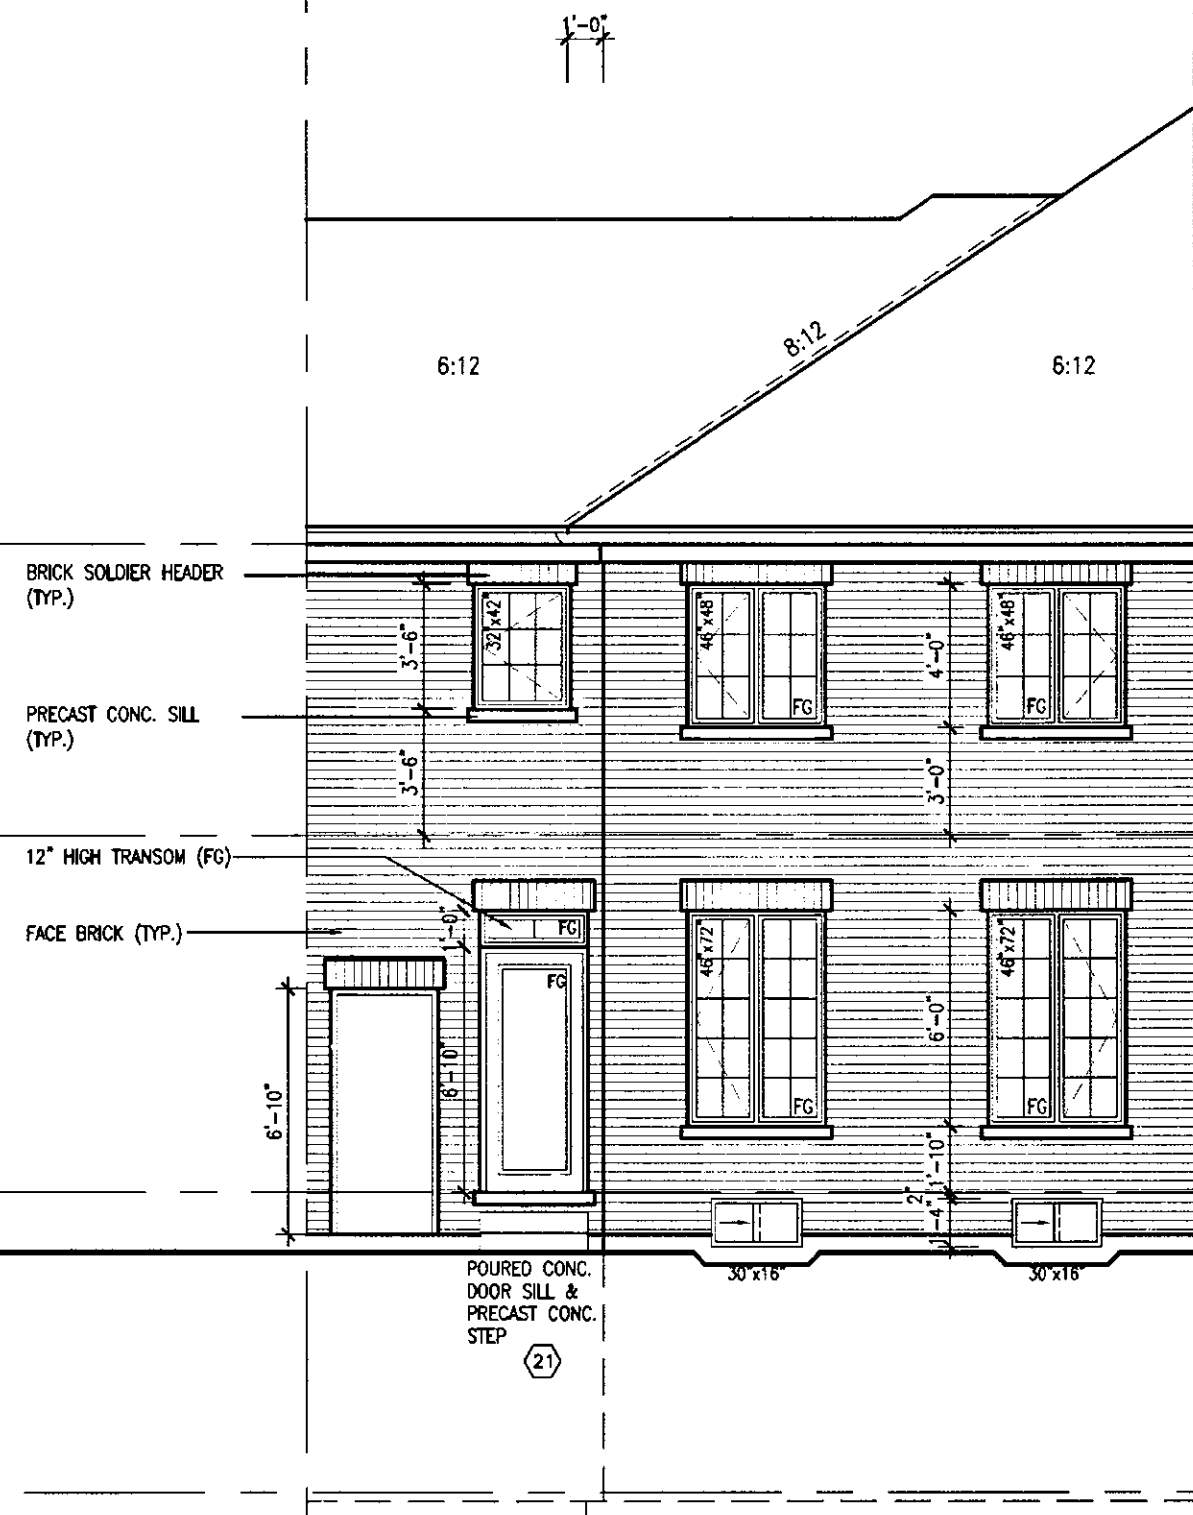 1'-0"
8:12
6:12
6:12
BRICK SOLDIER HEADER
(TYP.)
32"x42"
46"x48"
46"x48"
3'-6"
4'-0"
FG
FG
PRECAST CONC. SILL
(TYP.)
3'-6"
3'-0"
12" HIGH TRANSOM (FG)
FACE BRICK (TYP.)
1'-0"
FG
FG
46"x72"
46"x72"
6'-0"
6'-10"
6'-10"
FG
FG
1'-10"
2"
1'-4"
30"x16"
30"x16"
POURED CONC.
DOOR SILL &
PRECAST CONC.
STEP
21